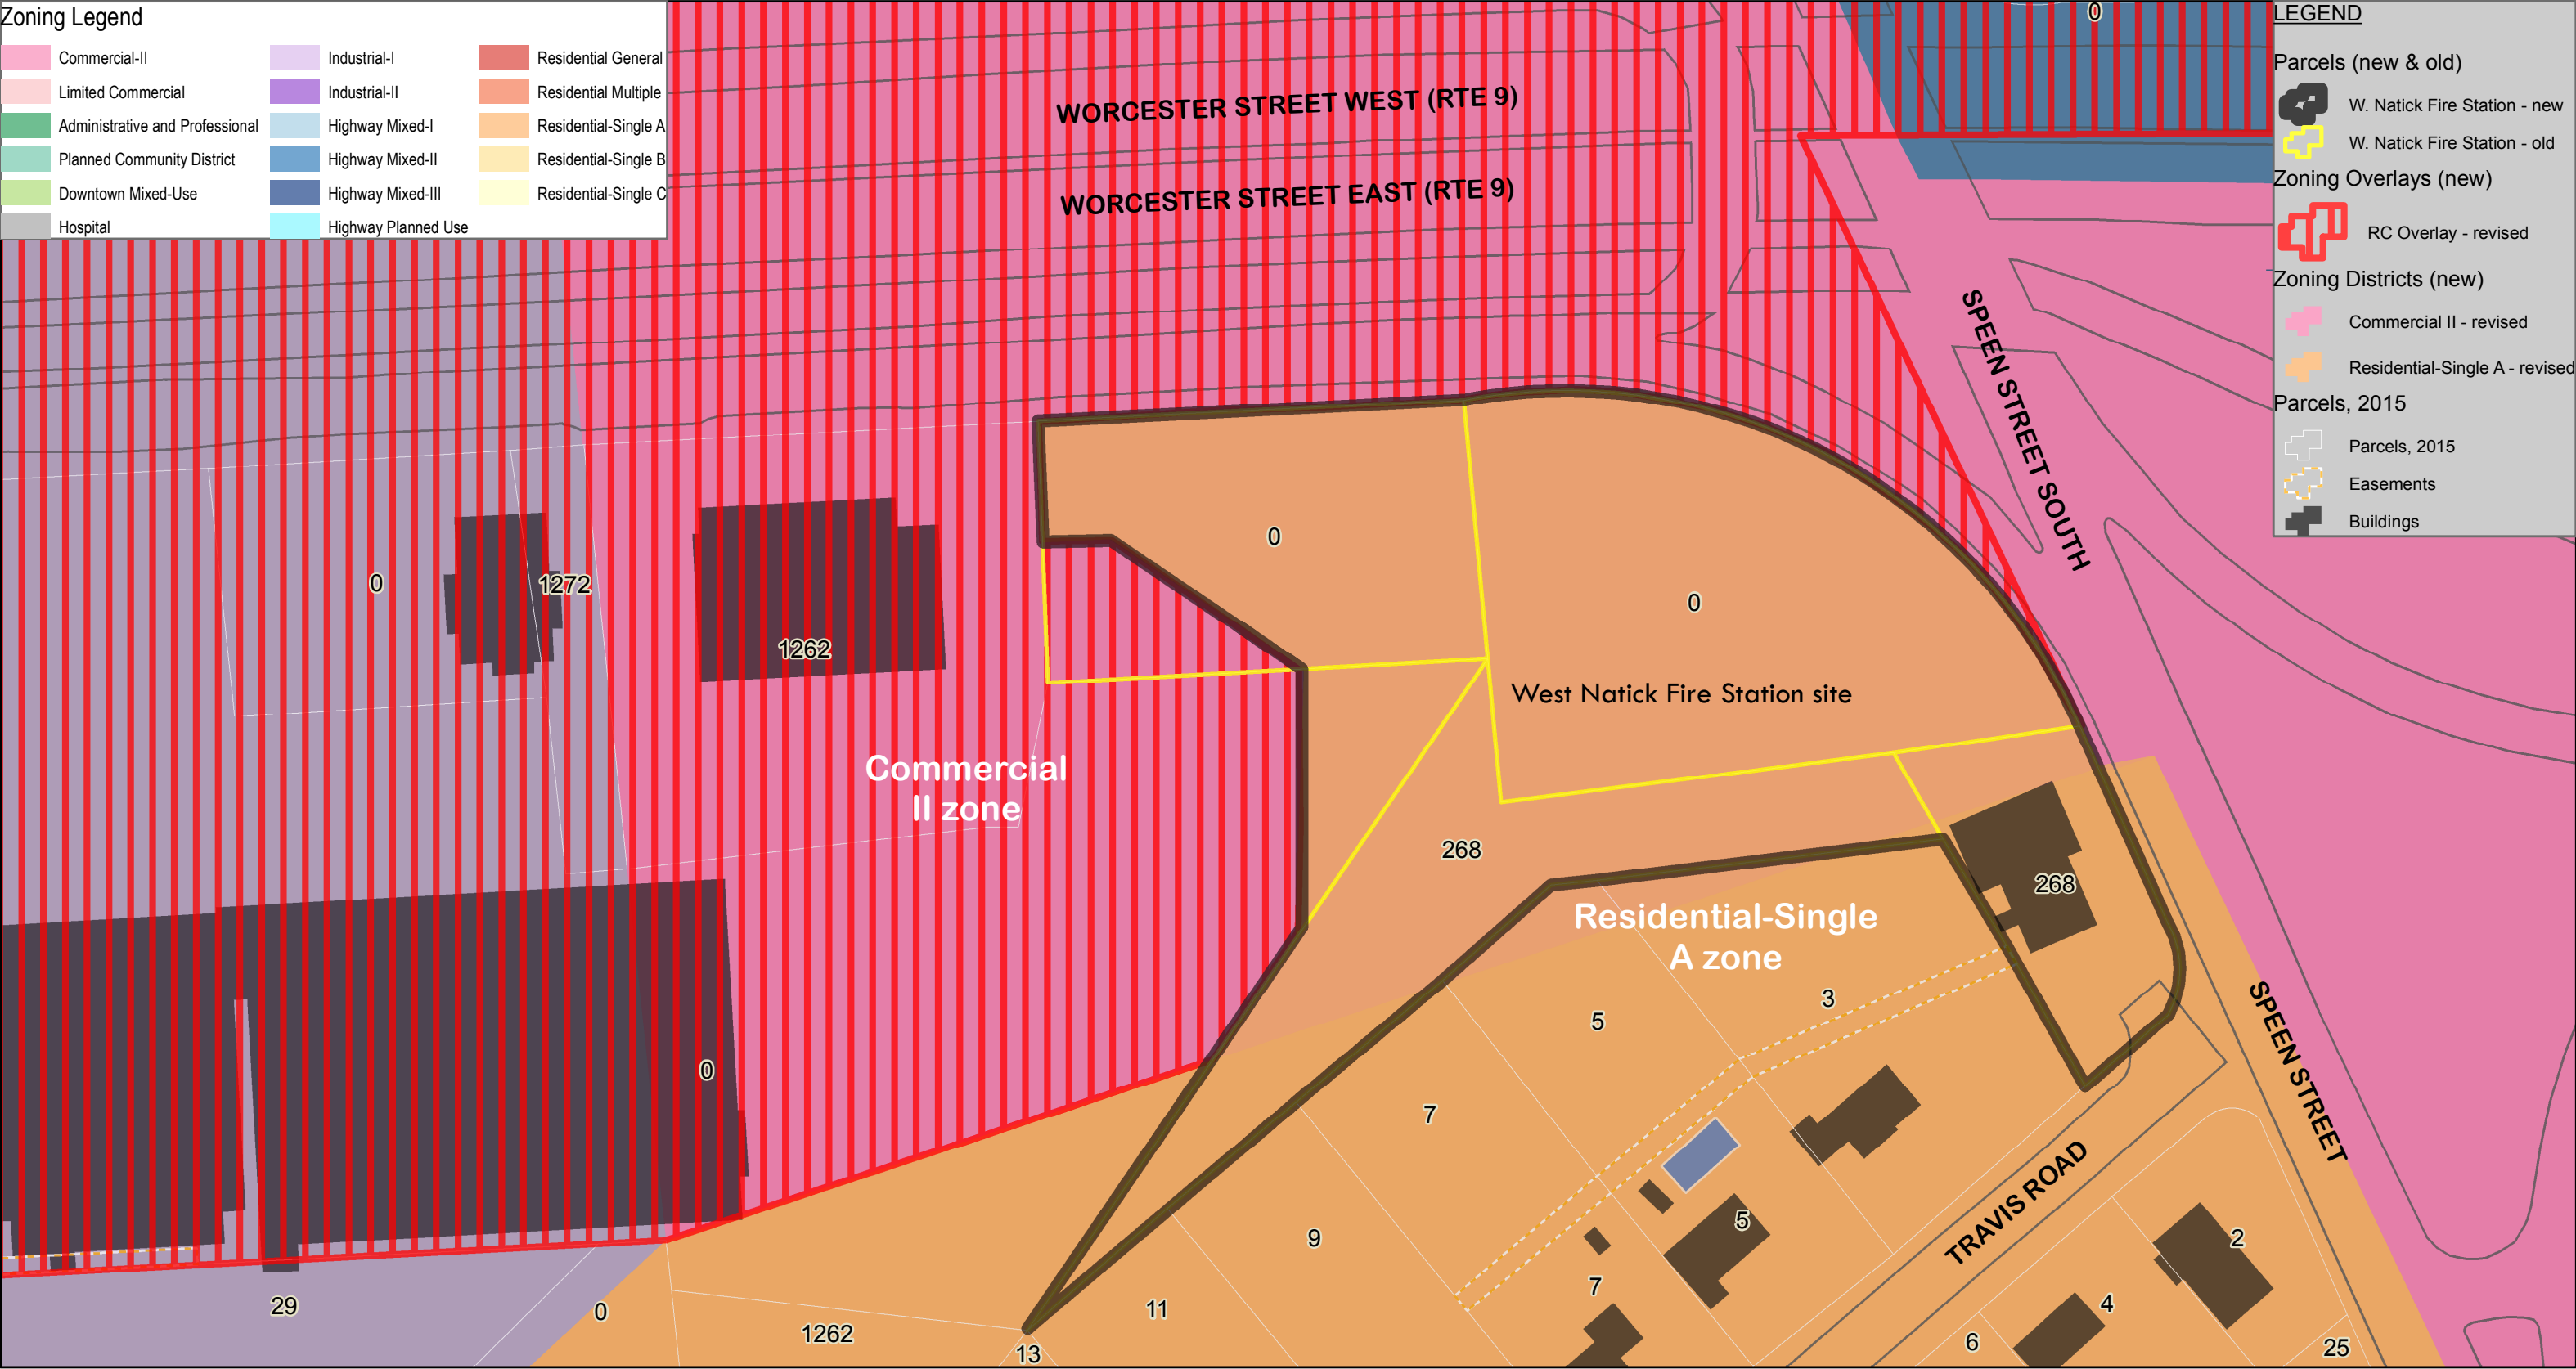 Zoning Legend
Commercial-II
Limited Commercial
Administrative and Professional
Planned Community District
Downtown Mixed-Use
Hospital
Industrial-I
Industrial-II
Highway Mixed-I
Highway Mixed-II
Highway Mixed-III
Highway Planned Use
Residential General
Residential Multiple
Residential-Single A
Residential-Single B
Residential-Single C
LEGEND
Parcels (new & old)
W. Natick Fire Station - new
W. Natick Fire Station - old
Zoning Overlays (new)
RC Overlay - revised
Zoning Districts (new)
Commercial II - revised
Residential-Single A - revised
Parcels, 2015
Parcels, 2015
Easements
Buildings
0
WORCESTER STREET WEST (RTE 9)
WORCESTER STREET EAST (RTE 9)
SPEEN STREET SOUTH
0
0
1272
0
1262
West Natick Fire Station site
Commercial
II zone
268
268
Residential-Single
A zone
3
5
0
7
SPEEN STREET
TRAVIS ROAD
5
9
2
7
29
0
11
4
1262
6
25
13